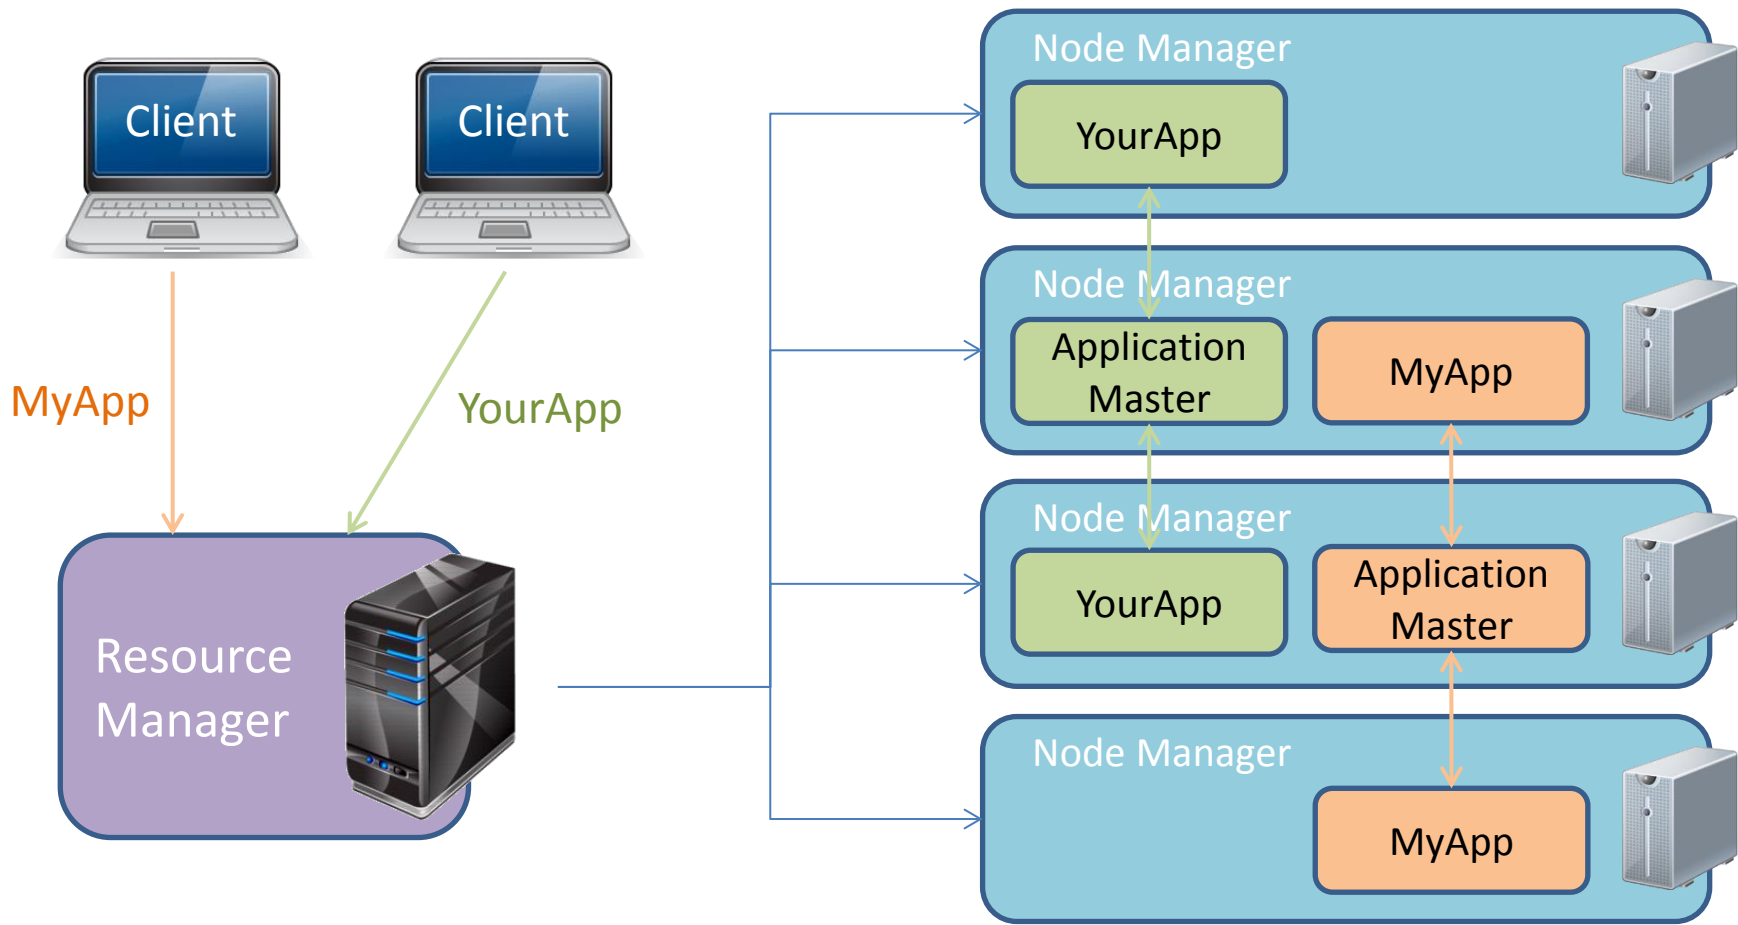 Client
Client
MyApp
YourApp
Resource
Manager
Node Manager
YourApp
Node Manager
Application
Master
MyApp
Node Manager
YourApp
Application
Master
Node Manager
MyApp